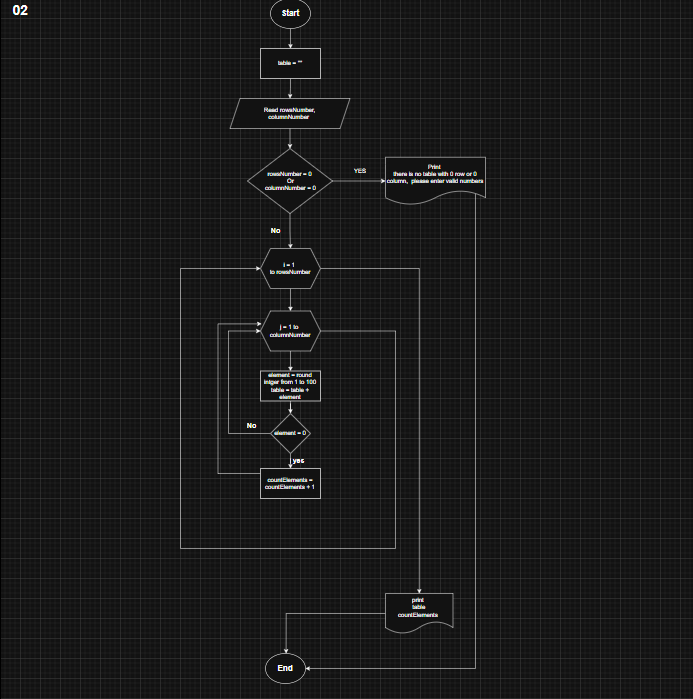 02
Start
table = ""
Read rowsNumber,
columnNumber
rowsNumber = 0
Or
columnNumber = 0
YES
Print
there is no table with 0 row or 0
column, please enter valid numbers
No
i = 1
to rowsNumber
j = 1 to
columnNumber
element = round
intger from 1 to 100
table = table +
element
No
element = 0
yes
countElements =
countElements + 1
print
table
countElements
End